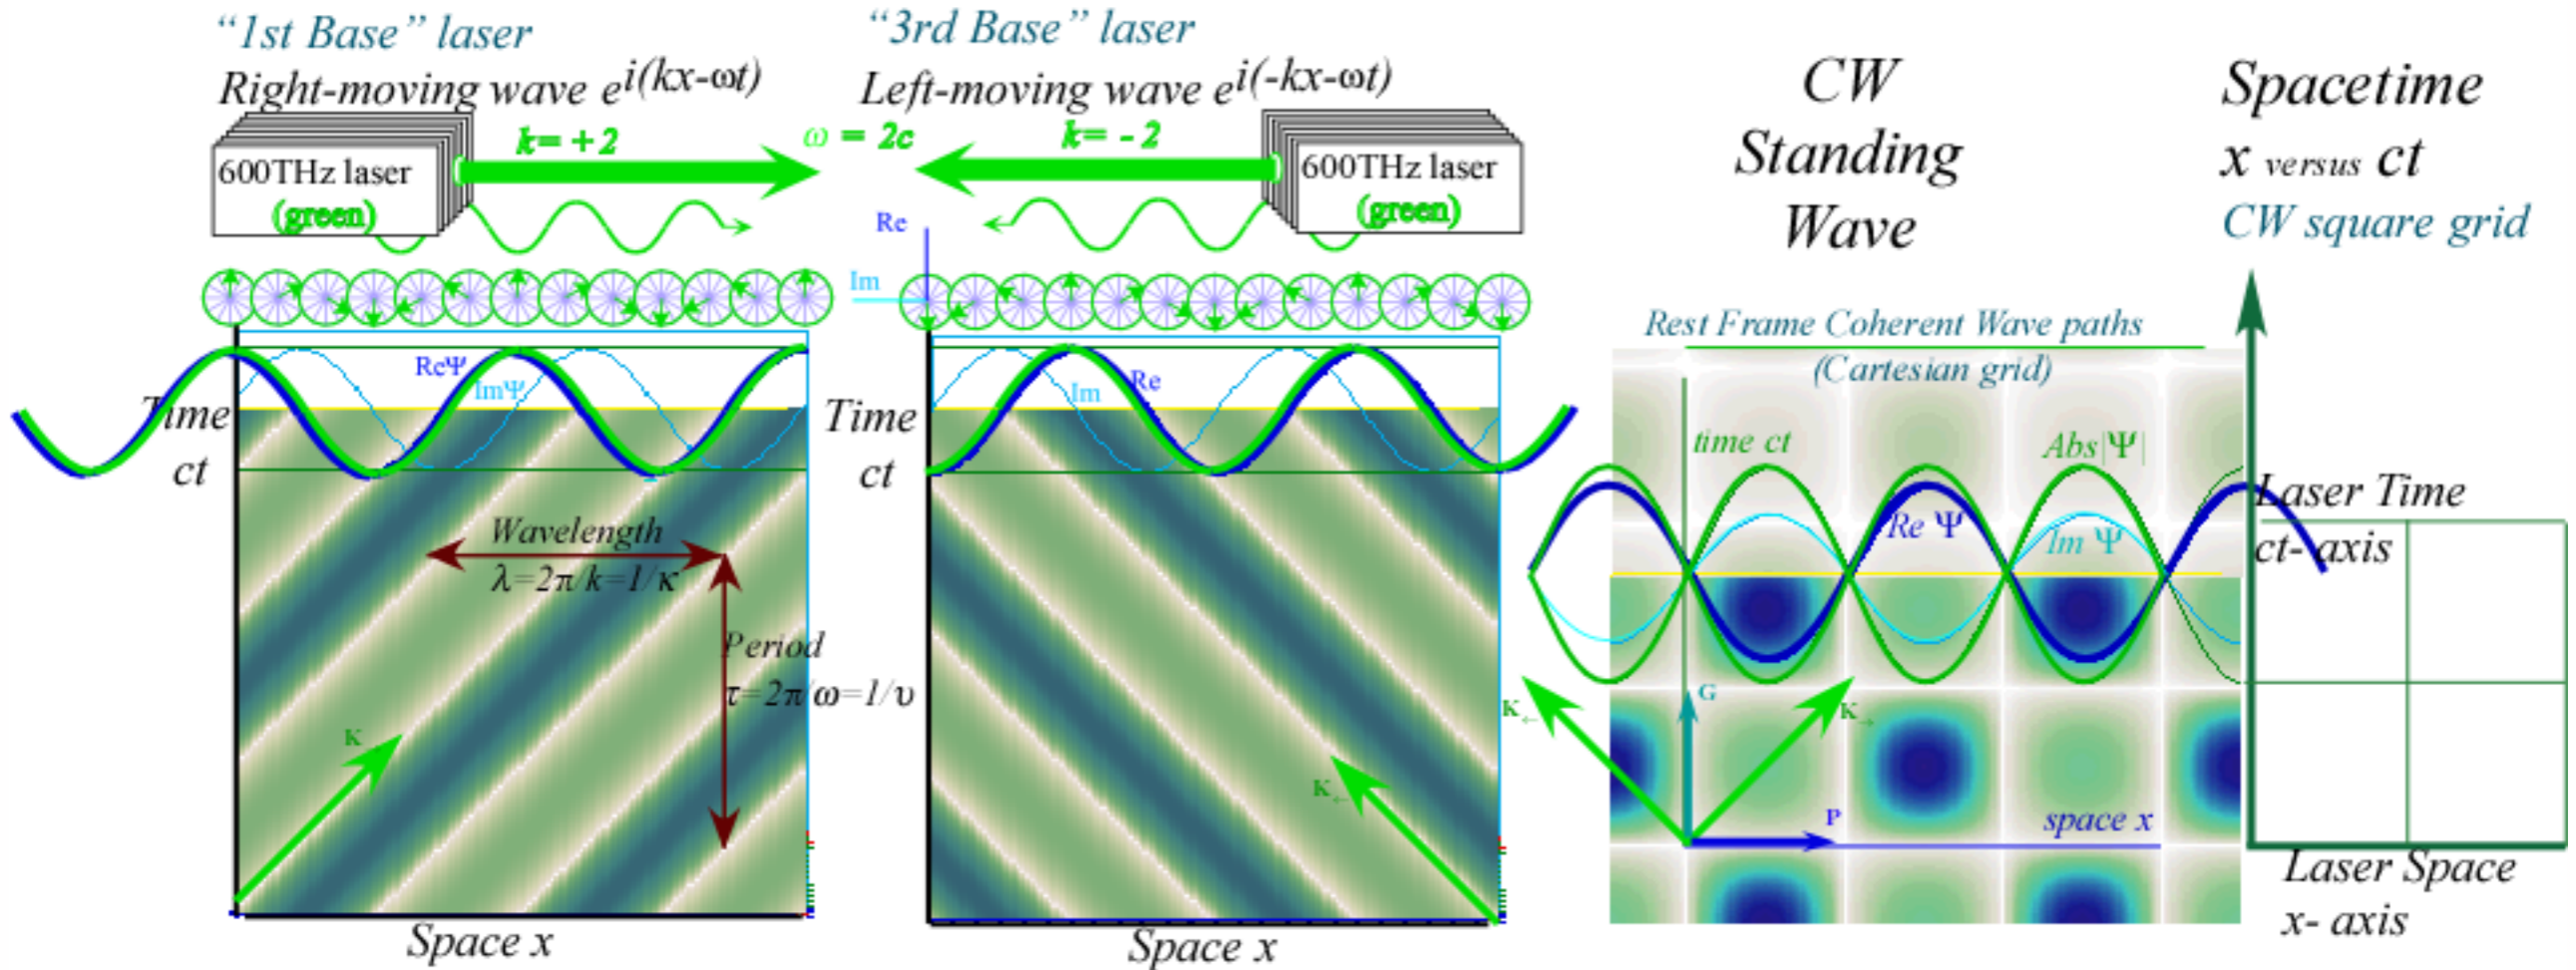 “1st Base” laser
Right-moving wave e^i(kx-ωt)
k= +2
600THz laser
(green)
ω = 2c
“3rd Base” laser
Left-moving wave e^i(-kx-ωt)
k= - 2
600THz laser
(green)
Re
Im
ReΨ
ImΨ
Time
ct
Wavelength
λ=2π/k=1/κ
Period
τ=2π/ω=1/υ
K→
Space x
Re
Im
Time
ct
K←
Space x
CW
Standing
Wave
Rest Frame Coherent Wave paths
(Cartesian grid)
time ct
Abs|Ψ|
Re Ψ
Im Ψ
K←
G
K→
P
space x
Spacetime
x versus ct
CW square grid
Laser Time
ct- axis
Laser Space
x- axis